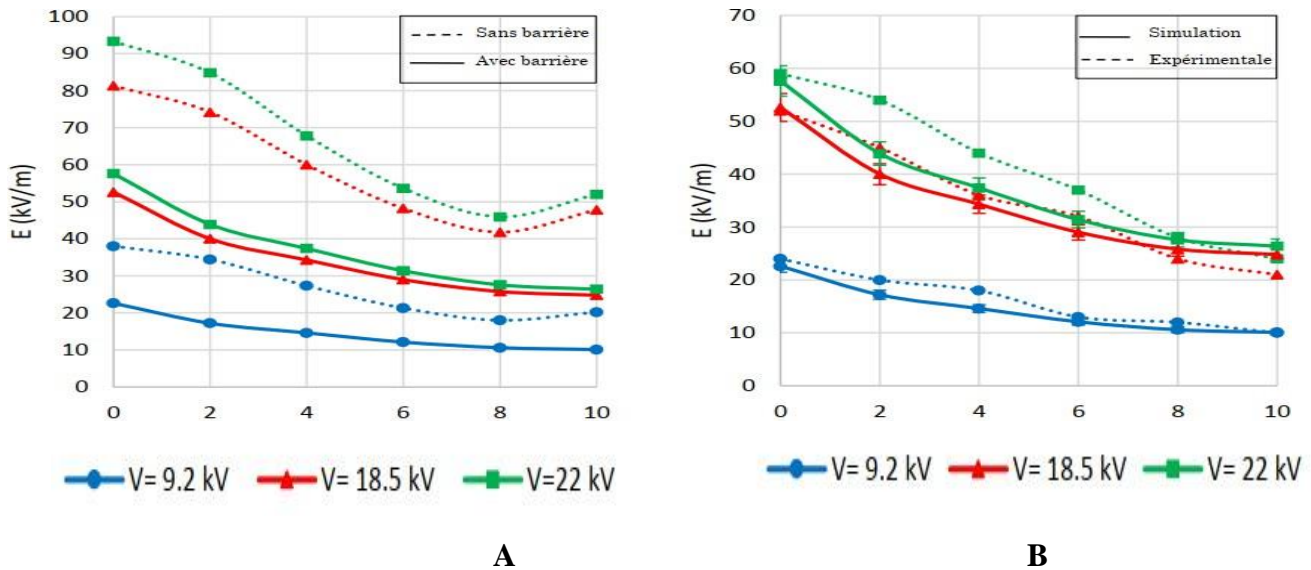 100
90
80
70
60
50
40
30
20
10
0
E (kV/m)
Sans barrière
Avec barrière
0 2 4 6 8 10
V= 9.2 kV V= 18.5 kV V=22 kV
A
70
60
50
40
30
20
10
0
E (kV/m)
Simulation
Expérimentale
0 2 4 6 8 10
V= 9.2 kV V= 18.5 kV V= 22 kV
B